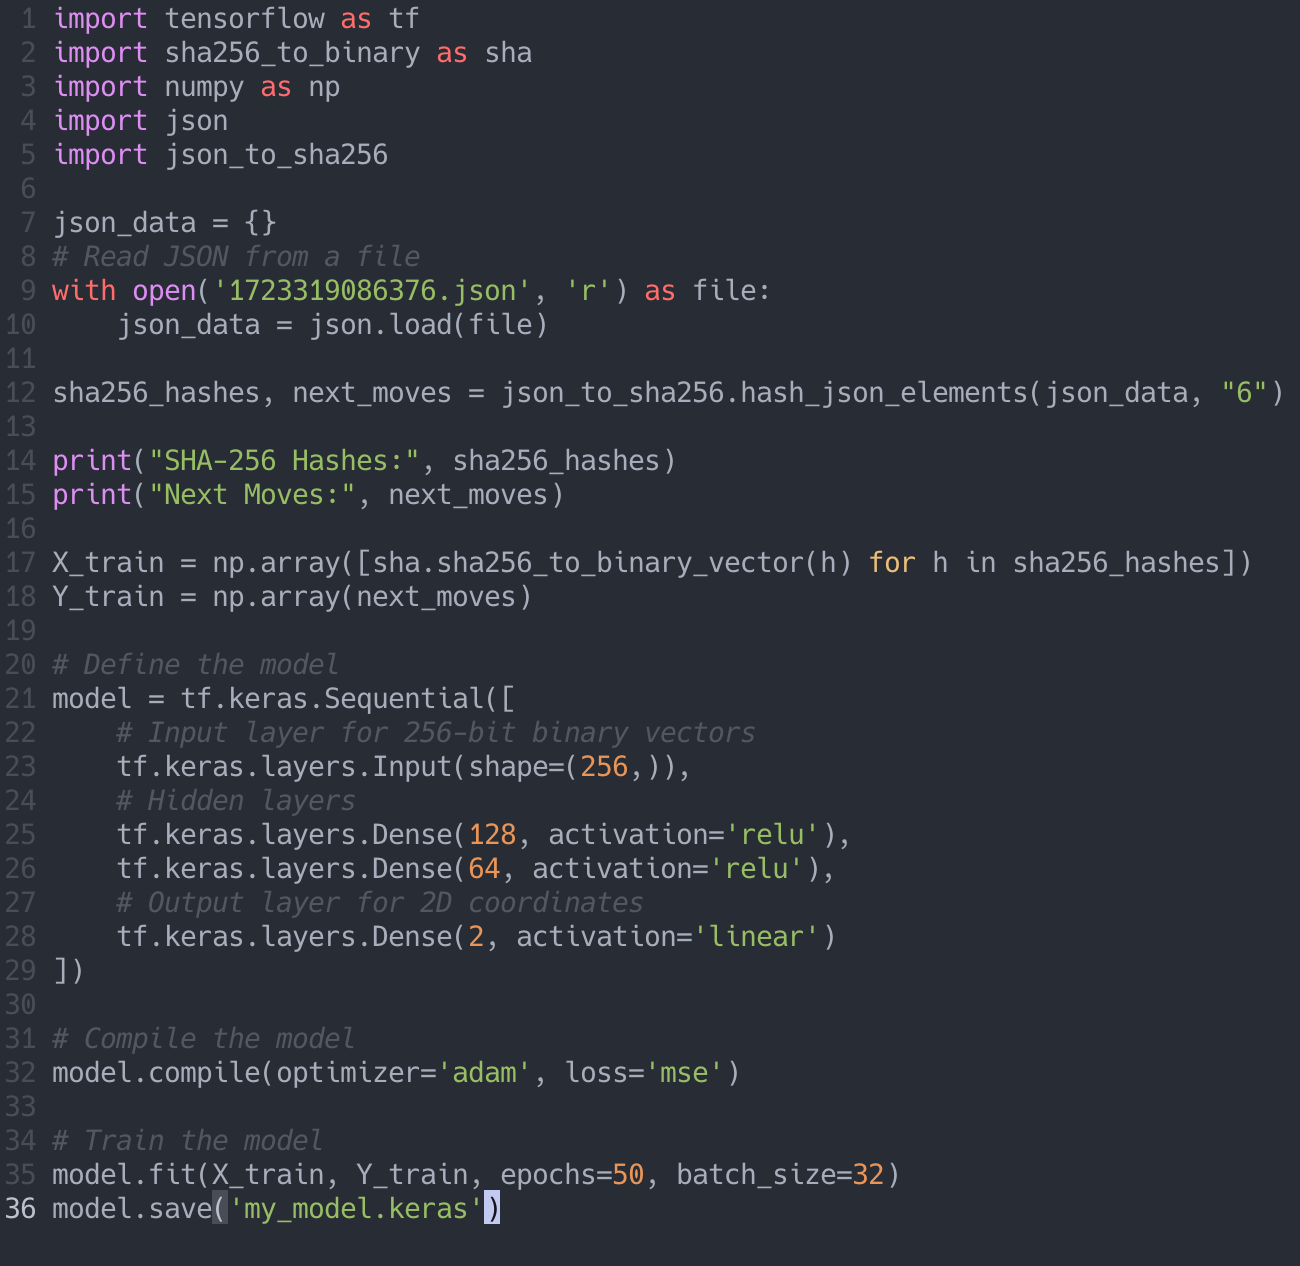 1 import tensorflow as tf
2 import sha256_to_binary as sha
3 import numpy as np
4 import json
5 import json_to_sha256
6
7 json_data = {}
8 # Read JSON from a file
9 with open('1723319086376.json', 'r') as file:
10     json_data = json.load(file)
11
12 sha256_hashes, next_moves = json_to_sha256.hash_json_elements(json_data, "6")
13
14 print("SHA-256 Hashes:", sha256_hashes)
15 print("Next Moves:", next_moves)
16
17 X_train = np.array([sha.sha256_to_binary_vector(h) for h in sha256_hashes])
18 Y_train = np.array(next_moves)
19
20 # Define the model
21 model = tf.keras.Sequential([
22     # Input layer for 256-bit binary vectors
23     tf.keras.layers.Input(shape=(256,)),
24     # Hidden layers
25     tf.keras.layers.Dense(128, activation='relu'),
26     tf.keras.layers.Dense(64, activation='relu'),
27     # Output layer for 2D coordinates
28     tf.keras.layers.Dense(2, activation='linear')
29 ])
30
31 # Compile the model
32 model.compile(optimizer='adam', loss='mse')
33
34 # Train the model
35 model.fit(X_train, Y_train, epochs=50, batch_size=32)
36 model.save('my_model.keras')